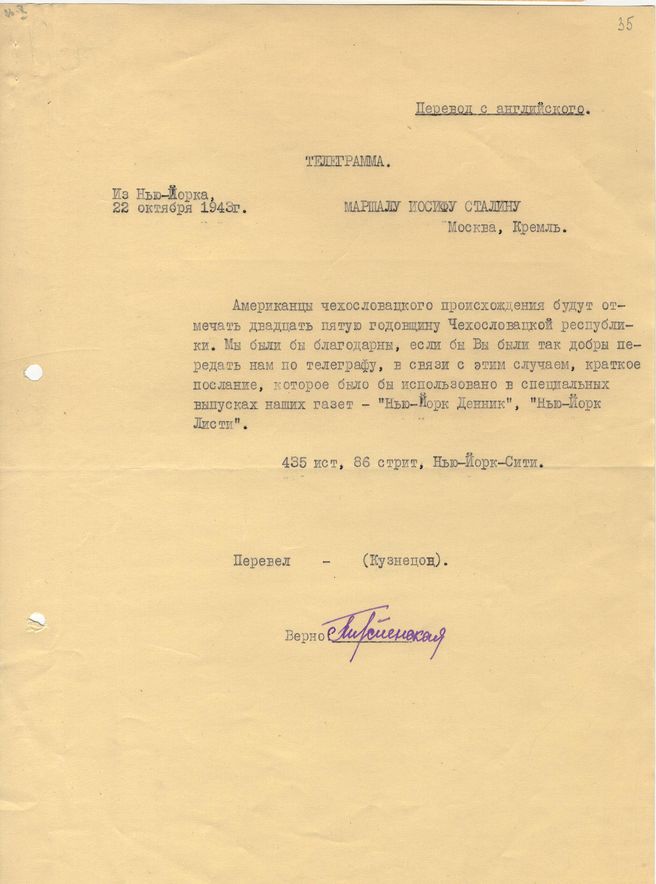 35
Перевод с английского.
ТЕЛЕГРАММА.
Из Нью-Йорка,
22 октября 1943г.
МАРШАЛУ ИОСИФУ СТАЛИНУ
Москва, Кремль.
Американцы чехословацкого происхождения будут от-
мечать двадцать пятую годовщину Чехословацкой республи-
ки. Мы были бы благодарны, если бы Вы были так добры пе-
редать нам по телеграфу, в связи с этим случаем, краткое
послание, которое было бы использовано в специальных
выпусках наших газет - "Нью-Йорк Денник", "Нью-Йорк
Листи".
435 ист, 86 стрит, Нью-Йорк-Сити.
Перевел - (Кузнецов).
Верно